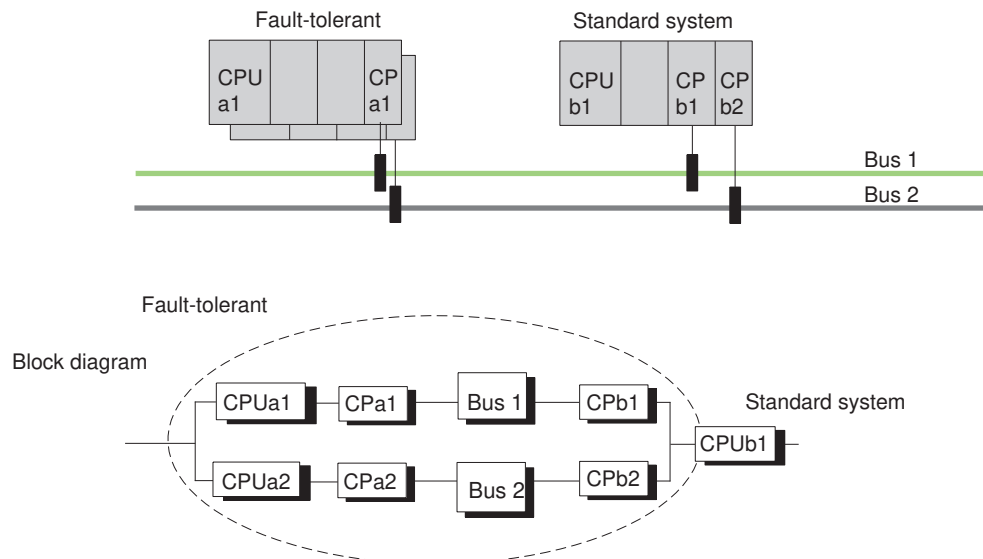 Fault-tolerant
Standard system
CPU
a1
CP
a1
CPU
b1
CP
b1
CP
b2
Bus 1
Bus 2
Fault-tolerant
Block diagram
CPUa1
CPa1
Bus 1
CPb1
Standard system
CPUb1
CPUa2
CPa2
Bus 2
CPb2